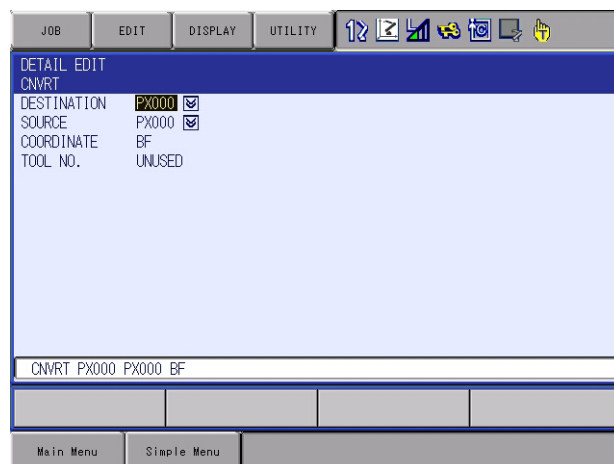 JOB EDIT DISPLAY UTILITY
DETAIL EDIT
CNVRT
DESTINATION PX000
SOURCE PX000
COORDINATE BF
TOOL NO. UNUSED
CNVRT PX000 PX000 BF
Main Menu Simple Menu